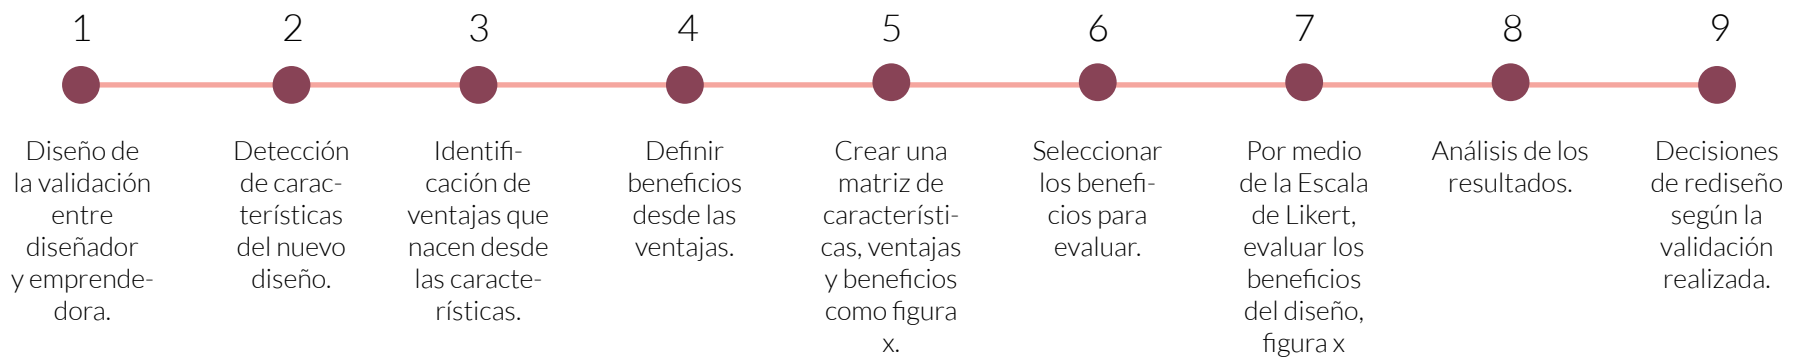 1
Diseño de
la validación
entre
diseñador
y emprende-
dora.
2
Detección
de carac-
terísticas
del nuevo
diseño.
3
Identifi-
cación de
ventajas que
nacen desde
las caracte-
rísticas.
4
Definir
beneficios
desde las
ventajas.
5
Crear una
matriz de
característi-
cas, ventajas
y beneficios
como figura
x.
6
Seleccionar
los benefi-
cios para
evaluar.
7
Por medio
de la Escala
de Likert,
evaluar los
beneficios
del diseño,
figura x
8
Análisis de los
resultados.
9
Decisiones
de rediseño
según la
validación
realizada.